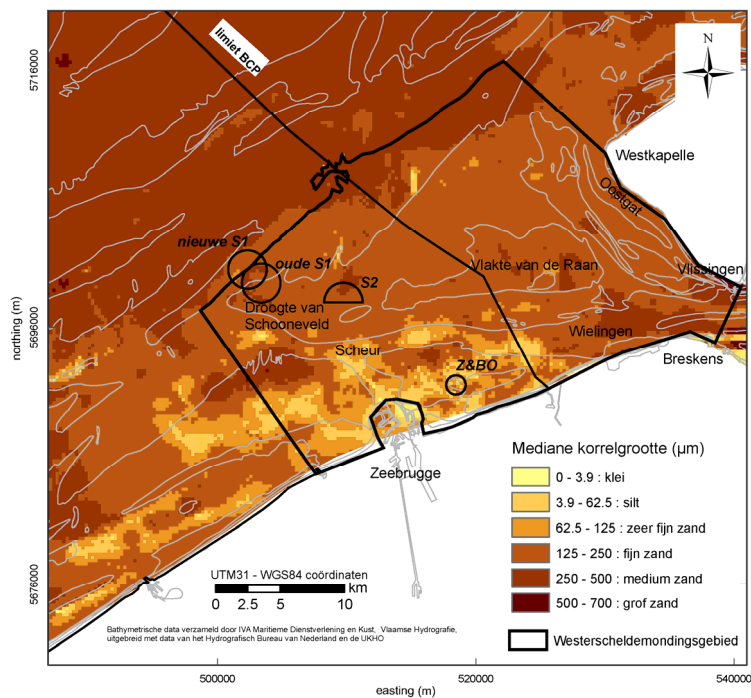 limiet BCP
N
Westkapelle
Oostgat
nieuwe S1
oude S1
S2
Vlakte van de Raan
Vlissingen
Droogte van
Schooneveld
Wielingen
Scheur
Breskens
Z&BO
Zeebrugge
Mediane korrelgrootte (µm)
0 - 3.9 : klei
3.9 - 62.5 : silt
62.5 - 125 : zeer fijn zand
125 - 250 : fijn zand
250 - 500 : medium zand
500 - 700 : grof zand
Westerscheldemondingsgebied
UTM31 - WGS84 coördinaten
km
0 2.5 5 10
Bathymetrische data verzameld door IVA Maritieme Dienstverlening en Kust, Vlaamse Hydrografie,
uitgebreid met data van het Hydrografisch Bureau van Nederland en de UKHO
northing (m)
5716000
5696000
5676000
500000 520000 540000
easting (m)